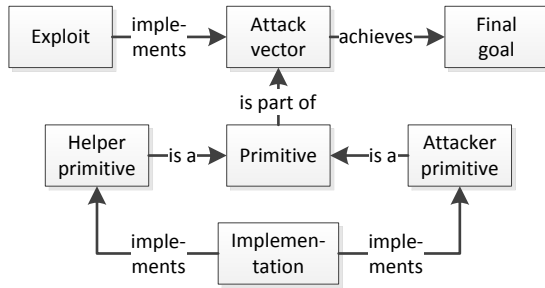 Exploit
imple-
ments
Attack
vector
achieves
Final
goal
is part of
Helper
primitive
is a
Primitive
is a
Attacker
primitive
imple-
ments
Implemen-
tation
imple-
ments